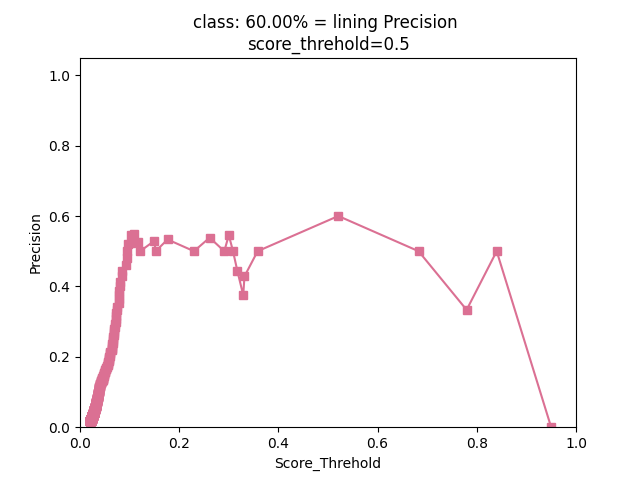 class: 60.00% = lining Precision
score_threhold=0.5
1.0
0.8
0.6
0.4
0.2
0.0
Precision
0.0 0.2 0.4 0.6 0.8 1.0
Score_Threhold